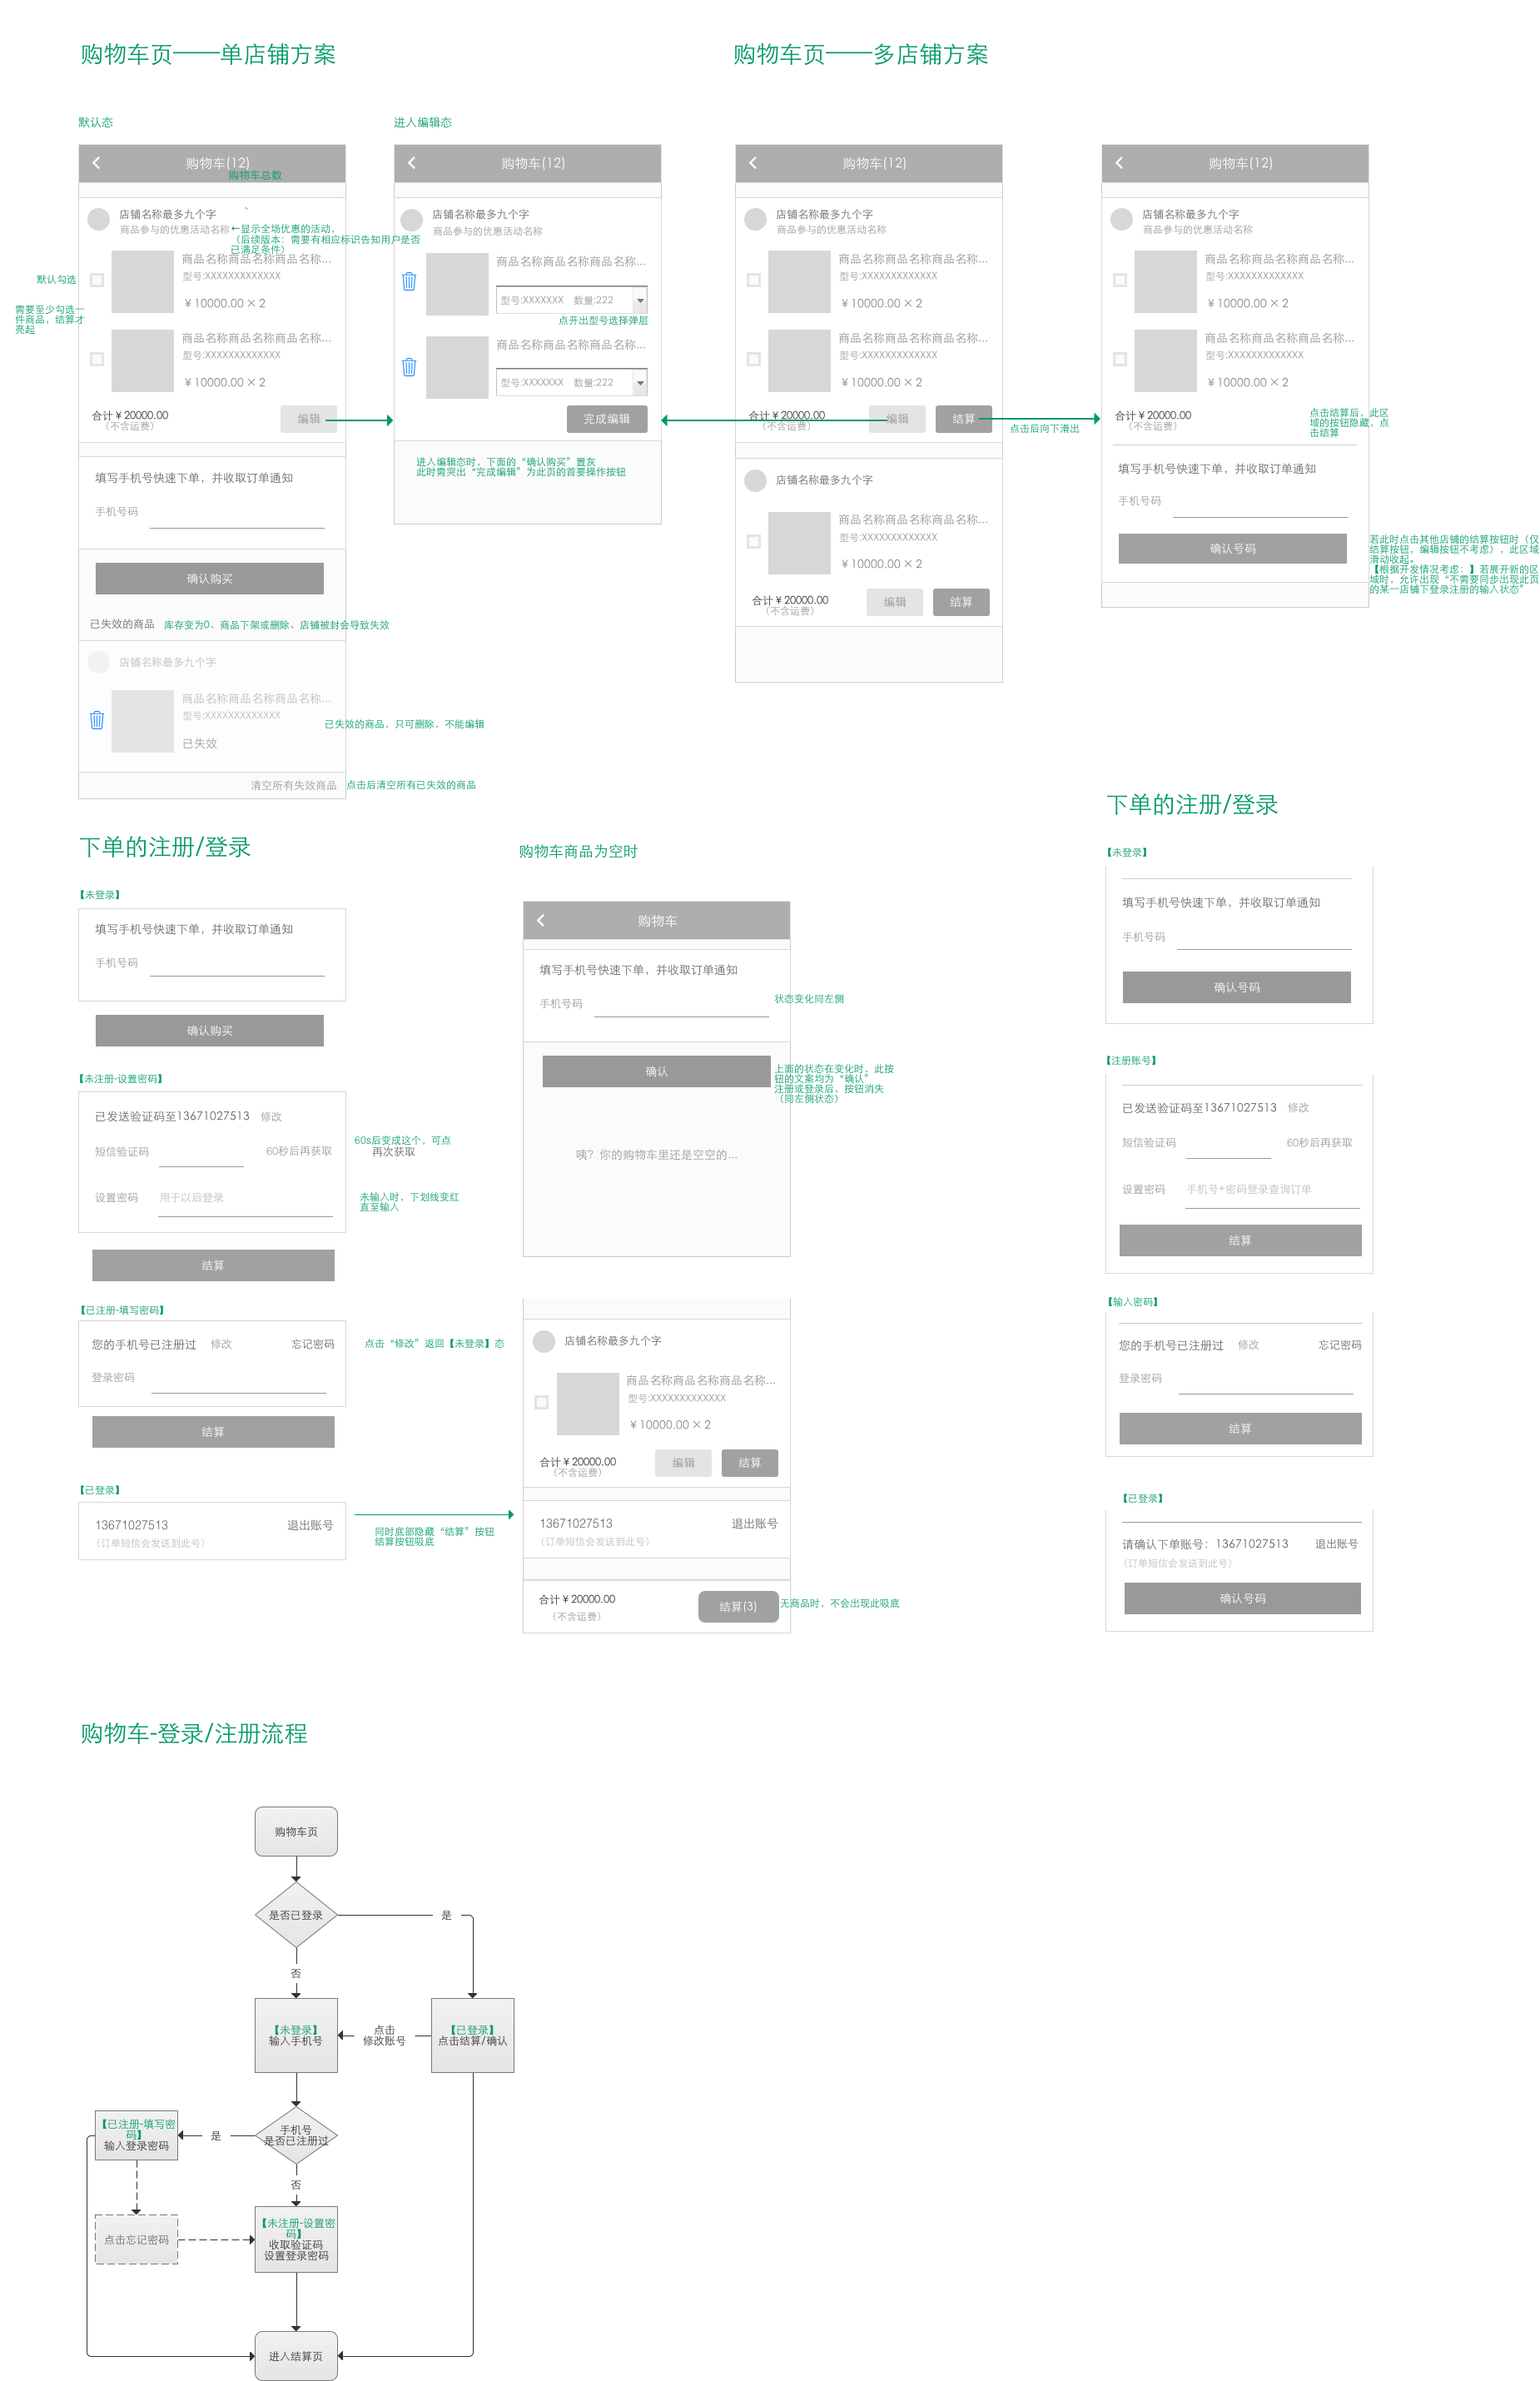 购物车页——单店铺方案
购物车页——多店铺方案
默认态
进入编辑态
购物车(12)
购物车总数
店铺名称最多九个字
商品参与的优惠活动名称
←显示全场优惠的活动,
（后续版本：需要有相应标识告知用户是否
已满足条件）
默认勾选
需要至少勾选一
件商品，结算才
亮起
商品名称商品名称商品名称...
型号:XXXXXXXXXXXXX
¥10000.00 × 2
商品名称商品名称商品名称...
型号:XXXXXXXXXXXXX
¥10000.00 × 2
合计 ¥ 20000.00
（不含运费）
编辑
填写手机号快速下单，并收取订单通知
手机号码
确认购买
已失效的商品
库存变为0、商品下架或删除、店铺被封会导致失效
店铺名称最多九个字
商品名称商品名称商品名称...
型号:XXXXXXXXXXXXX
已失效
已失效的商品，只可删除，不能编辑
清空所有失效商品
点击后清空所有已失效的商品
购物车(12)
店铺名称最多九个字
商品参与的优惠活动名称
商品名称商品名称商品名称...
型号:XXXXXXX 数量:222
点开出型号选择弹层
商品名称商品名称商品名称...
型号:XXXXXXX 数量:222
完成编辑
进入编辑态时，下面的“确认购买”置灰
此时需突出“完成编辑”为此页的首要操作按钮
购物车(12)
店铺名称最多九个字
商品参与的优惠活动名称
商品名称商品名称商品名称...
型号:XXXXXXXXXXXXX
¥10000.00 × 2
商品名称商品名称商品名称...
型号:XXXXXXXXXXXXX
¥10000.00 × 2
合计 ¥ 20000.00
（不含运费）
编辑
结算
点击后向下滑出
店铺名称最多九个字
商品名称商品名称商品名称...
型号:XXXXXXXXXXXXX
¥10000.00 × 2
合计 ¥ 20000.00
（不含运费）
编辑
结算
购物车(12)
店铺名称最多九个字
商品参与的优惠活动名称
商品名称商品名称商品名称...
型号:XXXXXXXXXXXXX
¥10000.00 × 2
商品名称商品名称商品名称...
型号:XXXXXXXXXXXXX
¥10000.00 × 2
合计 ¥ 20000.00
（不含运费）
点击结算后，此区
域的按钮隐藏，点
击结算
填写手机号快速下单，并收取订单通知
手机号码
确认号码
若此时点击其他店铺的结算按钮时（仅
结算按钮，编辑按钮不考虑），此区域
滑动收起。
【根据开发情况考虑：】若展开新的区
域时，允许出现“不需要同步出现此页
的某一店铺下登录注册的输入状态”
下单的注册/登录
【未登录】
填写手机号快速下单，并收取订单通知
手机号码
确认购买
【未注册-设置密码】
已发送验证码至13671027513 修改
短信验证码
60秒后再获取
60s后变成这个，可点
再次获取
设置密码 用于以后登录
未输入时，下划线变红
直至输入
结算
【已注册-填写密码】
您的手机号已注册过 修改 忘记密码
点击“修改”返回【未登录】态
登录密码
结算
【已登录】
13671027513 退出账号
（订单短信会发送到此号）
同时底部隐藏“结算”按钮
结算按钮吸底
购物车商品为空时
购物车
填写手机号快速下单，并收取订单通知
手机号码
状态变化同左侧
确认
上面的状态在变化时，此按
钮的文案均为“确认”
注册或登录后，按钮消失
（同左侧状态）
咦？你的购物车里还是空空的...
店铺名称最多九个字
商品名称商品名称商品名称...
型号:XXXXXXXXXXXXX
¥10000.00 × 2
合计 ¥ 20000.00
（不含运费）
编辑
结算
13671027513 退出账号
（订单短信会发送到此号）
合计 ¥ 20000.00
（不含运费）
结算(3)
无商品时，不会出现此吸底
下单的注册/登录
【未登录】
填写手机号快速下单，并收取订单通知
手机号码
确认号码
【注册账号】
已发送验证码至13671027513 修改
短信验证码
60秒后再获取
设置密码 手机号+密码登录查询订单
结算
【输入密码】
您的手机号已注册过 修改 忘记密码
登录密码
结算
【已登录】
请确认下单账号：13671027513 退出账号
（订单短信会发送到此号）
确认号码
购物车-登录/注册流程
购物车页
是否已登录
是
否
【未登录】
输入手机号
点击
修改账号
【已登录】
点击结算/确认
手机号
是否已注册过
是
【已注册-填写密
码】
输入登录密码
否
点击忘记密码
【未注册-设置密
码】
收取验证码
设置登录密码
进入结算页